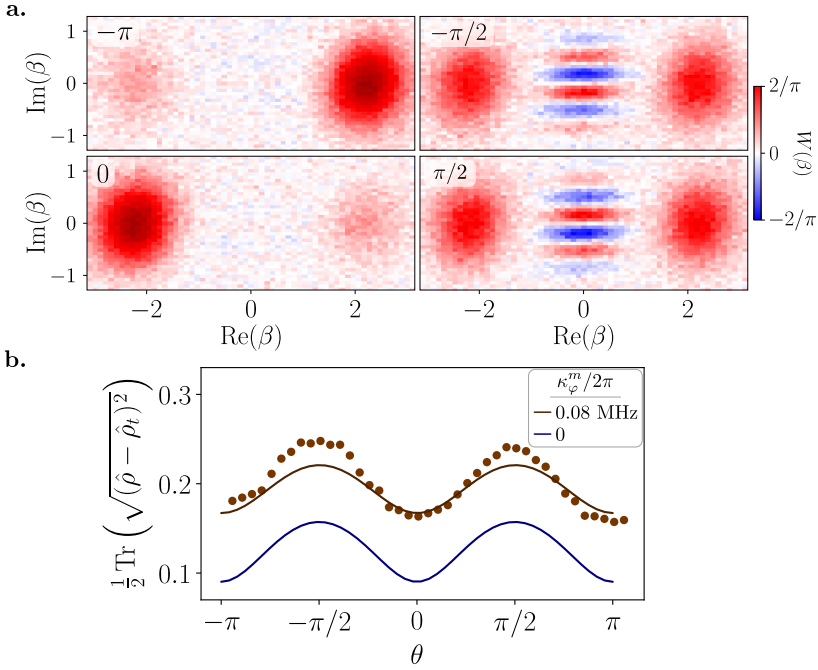 a.
−π
−π/2
1
0
−1
Im(β)
2/π
0
−2/π
W(β)
0
π/2
1
0
−1
Im(β)
−2 0 2
−2 0 2
Re(β)
Re(β)
b.
1/2 Tr (√(ρ̂ − ρ̂_t)²)
0.3
0.2
0.1
κ_φ^m/2π
0.08 MHz
0
−π −π/2 0 π/2 π
θ